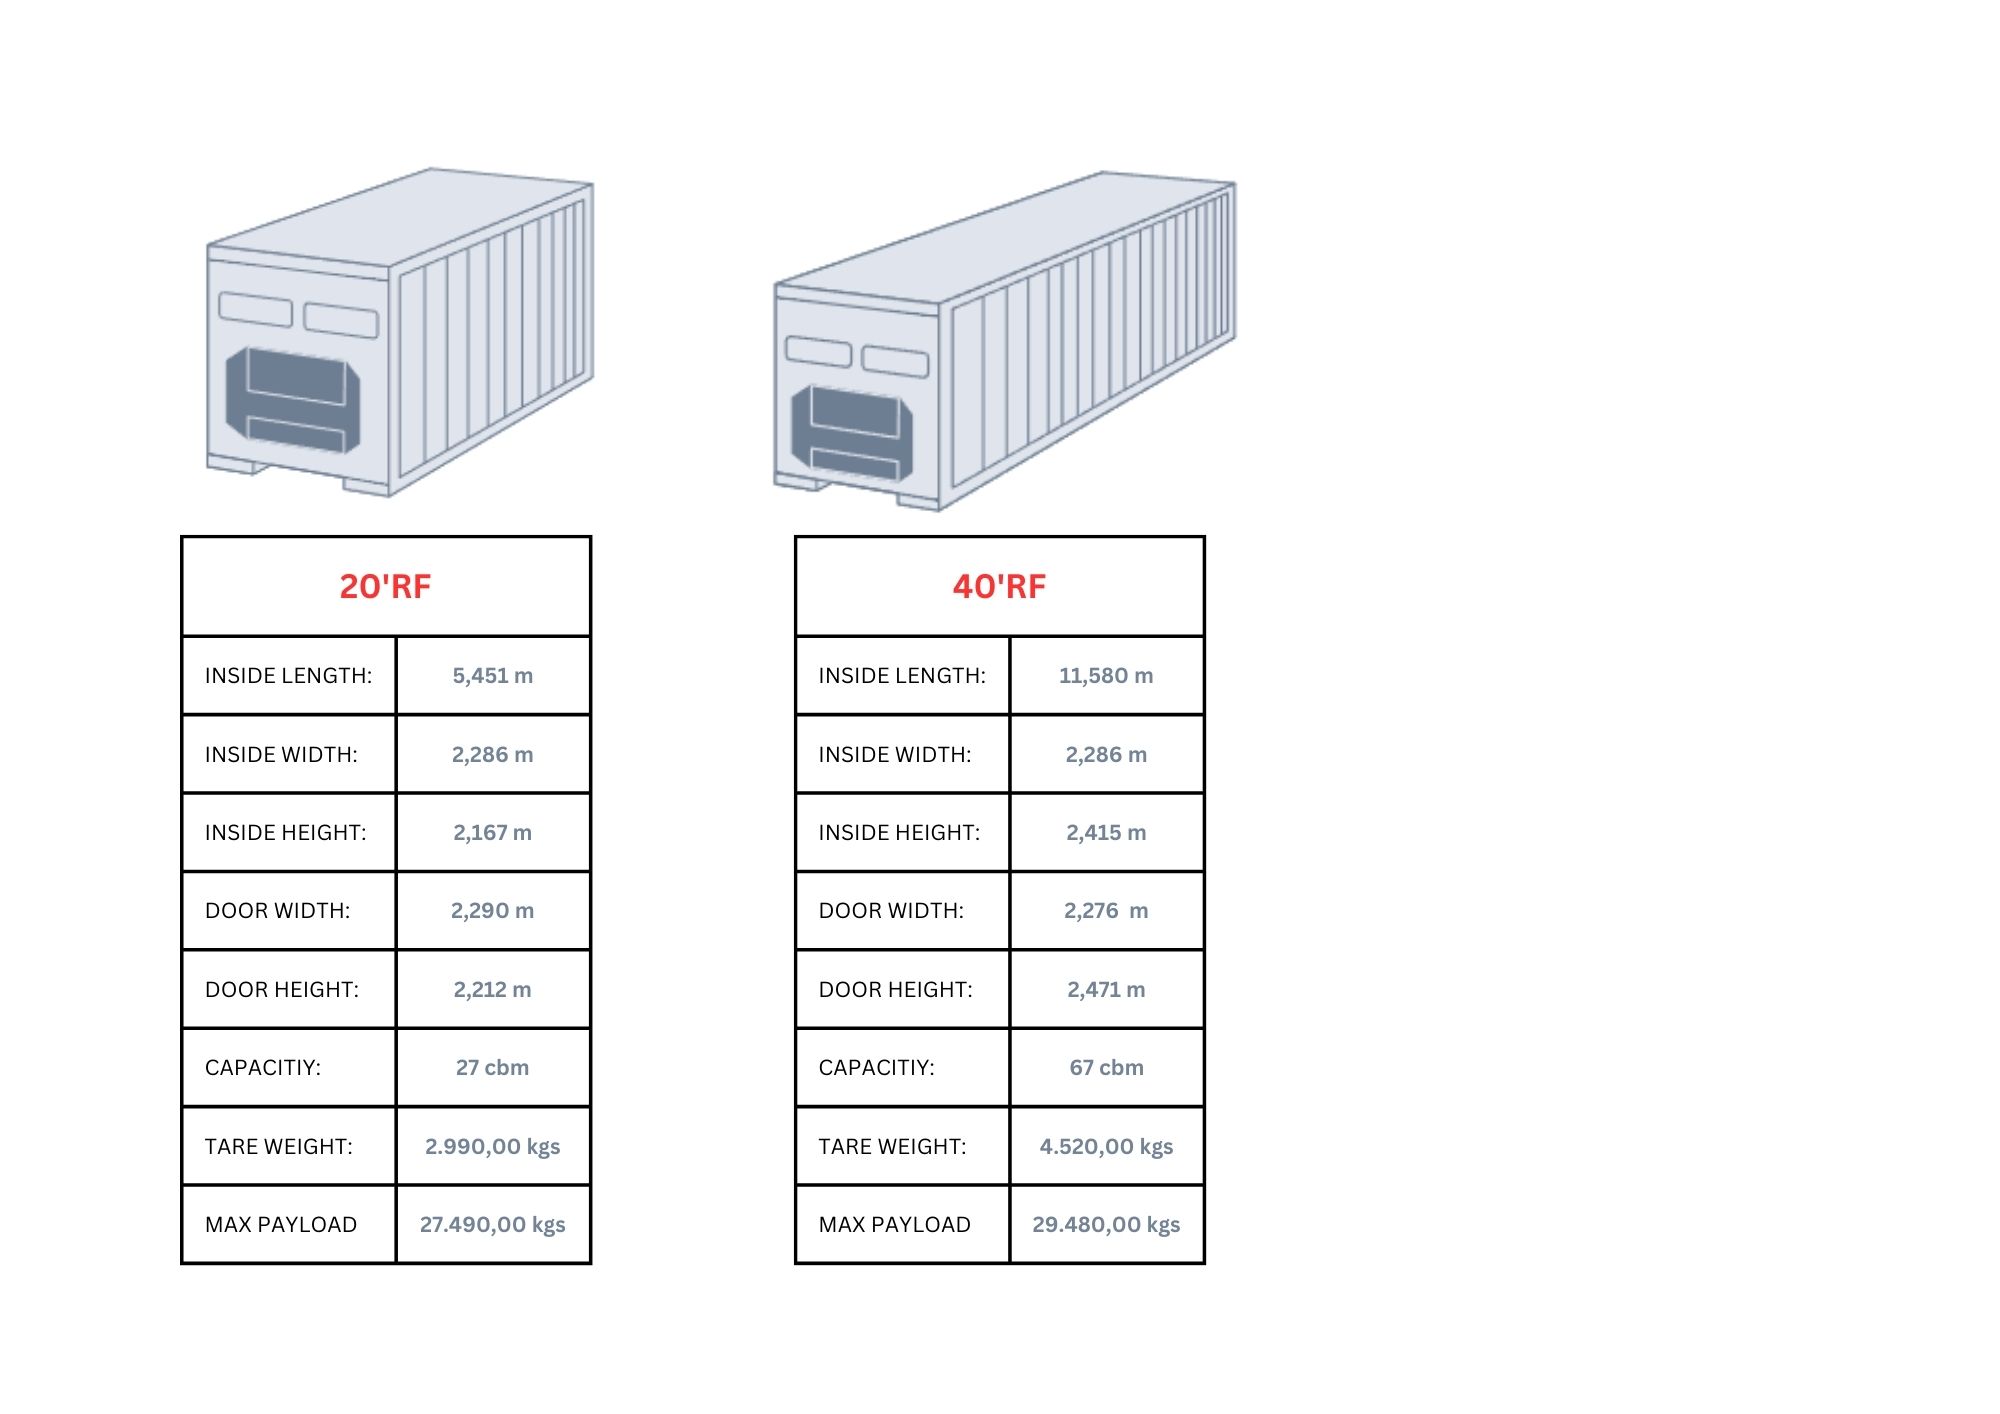 20'RF
INSIDE LENGTH: 5,451 m
INSIDE WIDTH: 2,286 m
INSIDE HEIGHT: 2,167 m
DOOR WIDTH: 2,290 m
DOOR HEIGHT: 2,212 m
CAPACITIY: 27 cbm
TARE WEIGHT: 2.990,00 kgs
MAX PAYLOAD 27.490,00 kgs
40'RF
INSIDE LENGTH: 11,580 m
INSIDE WIDTH: 2,286 m
INSIDE HEIGHT: 2,415 m
DOOR WIDTH: 2,276 m
DOOR HEIGHT: 2,471 m
CAPACITIY: 67 cbm
TARE WEIGHT: 4.520,00 kgs
MAX PAYLOAD 29.480,00 kgs